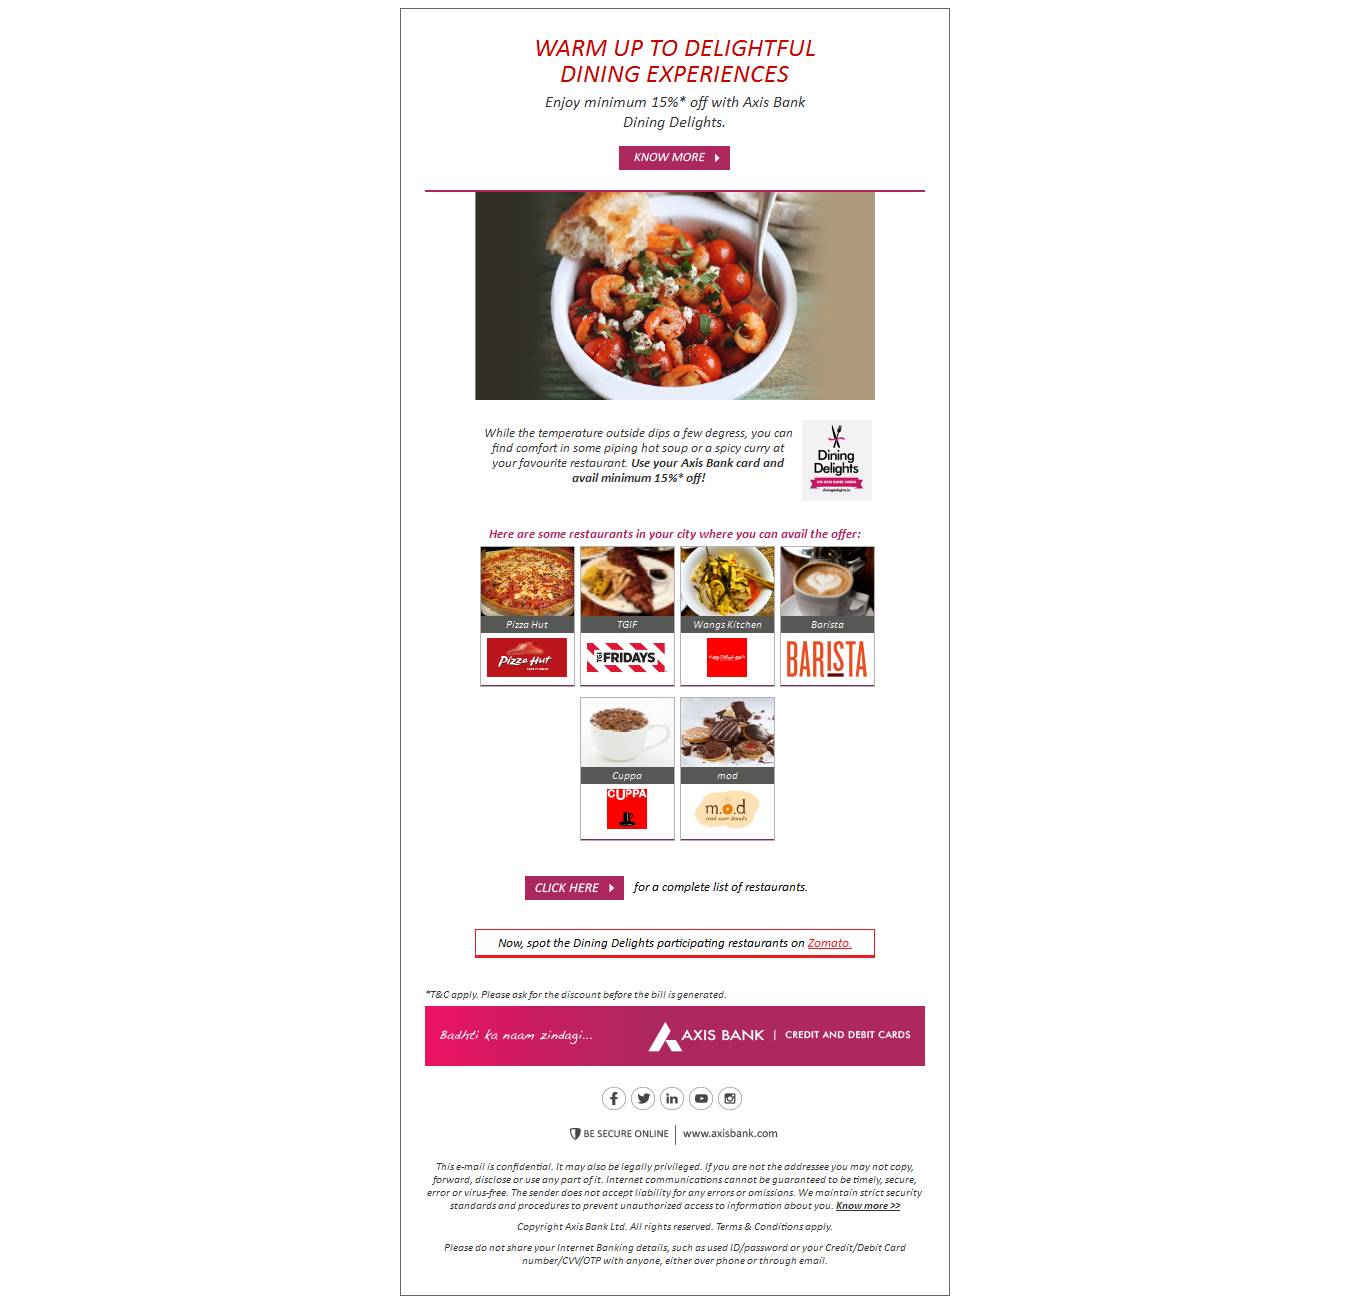 WARM UP TO DELIGHTFUL
DINING EXPERIENCES
Enjoy minimum 15%* off with Axis Bank
Dining Delights.
KNOW MORE
While the temperature outside dips a few degress, you can
find comfort in some piping hot soup or a spicy curry at
your favourite restaurant. Use your Axis Bank card and
avail minimum 15%* off!
Dining
Delights
ON AXIS BANK CARDS
diningdelights.in
Here are some restaurants in your city where you can avail the offer:
Pizza Hut
TGIF
Wangs Kitchen
Barista
Pizza Hut
TGI FRIDAYS
BARISTA
Cuppa
mod
CUPPA
m.o.d
mad over donuts
CLICK HERE
for a complete list of restaurants.
Now, spot the Dining Delights participating restaurants on Zomato.
*T&C apply. Please ask for the discount before the bill is generated.
Badhti ka naam zindagi...
AXIS BANK | CREDIT AND DEBIT CARDS
BE SECURE ONLINE | www.axisbank.com
This e-mail is confidential. It may also be legally privileged. If you are not the addressee you may not copy,
forward, disclose or use any part of it. Internet communications cannot be guaranteed to be timely, secure,
error or virus-free. The sender does not accept liability for any errors or omissions. We maintain strict security
standards and procedures to prevent unauthorized access to information about you. Know more >>
Copyright Axis Bank Ltd. All rights reserved. Terms & Conditions apply.
Please do not share your Internet Banking details, such as used ID/password or your Credit/Debit Card
number/CVV/OTP with anyone, either over phone or through email.